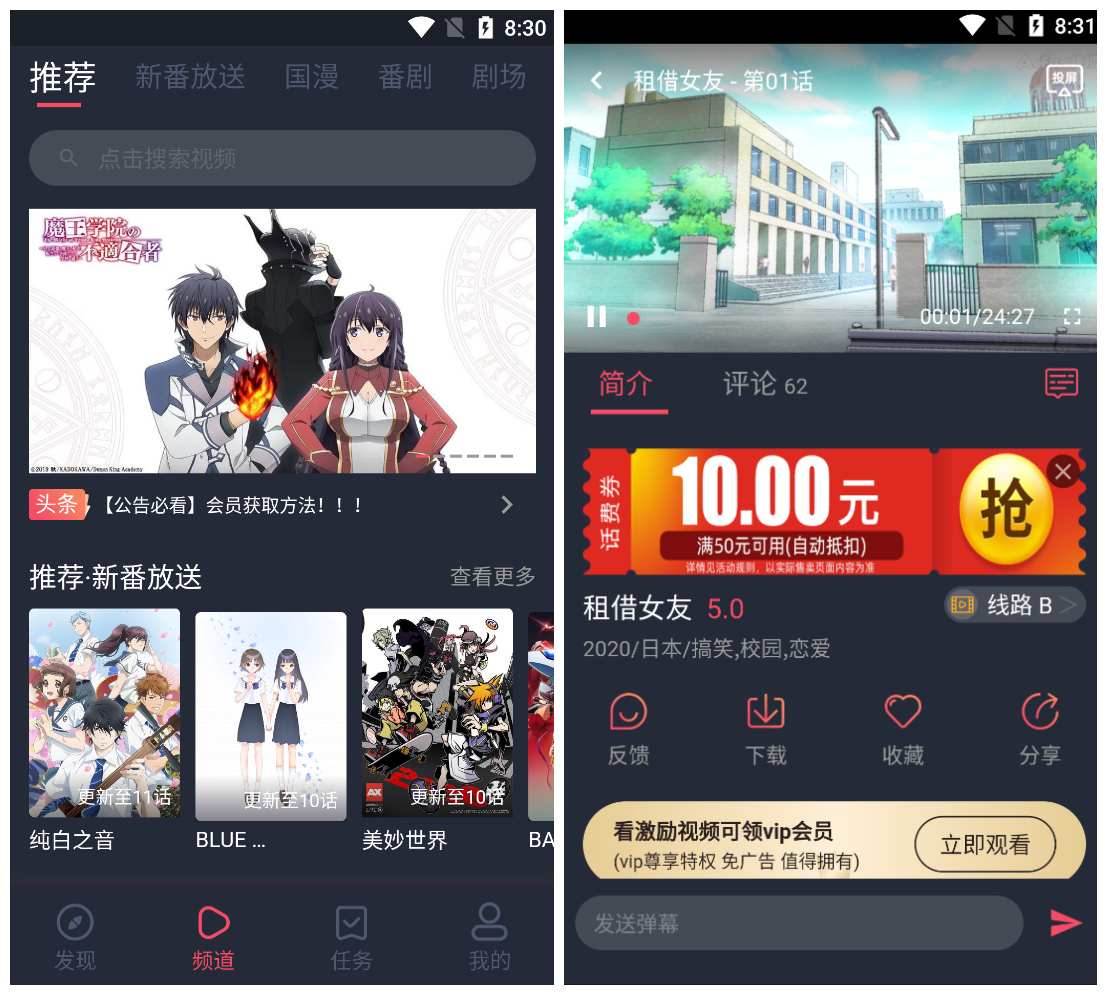 8:30
推荐 新番放送 国漫 番剧 剧场
点击搜索视频
魔王学院の
不適合者
頭条 【公告必看】会员获取方法！！！
推荐·新番放送 查看更多
更新至11话 更新至10话 更新至10话
纯白之音 BLUE ... 美妙世界 BA
发现 频道 任务 我的
8:31
租借女友 - 第01话 投屏
00:01/24:27
简介 评论 62
话费券
10.00元
满50元可用(自动抵扣)
详情见活动规则，以实际售卖页面内容为准
抢
租借女友 5.0 线路 B
2020/日本/搞笑,校园,恋爱
反馈 下载 收藏 分享
看激励视频可领vip会员
(vip尊享特权 免广告 值得拥有)
立即观看
发送弹幕